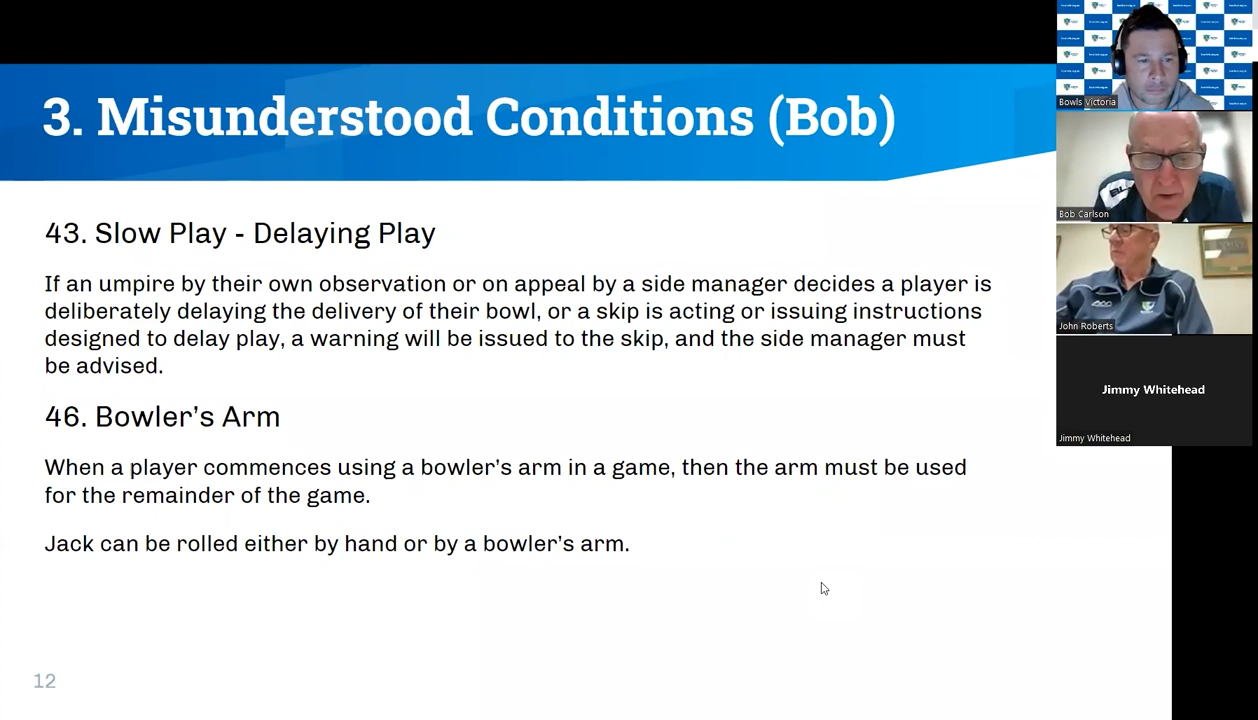 3. Misunderstood Conditions (Bob)
43. Slow Play - Delaying Play
If an umpire by their own observation or on appeal by a side manager decides a player is
deliberately delaying the delivery of their bowl, or a skip is acting or issuing instructions
designed to delay play, a warning will be issued to the skip, and the side manager must
be advised.
46. Bowler’s Arm
When a player commences using a bowler’s arm in a game, then the arm must be used
for the remainder of the game.
Jack can be rolled either by hand or by a bowler’s arm.
12
Bowls Victoria
Bob Carlson
John Roberts
Jimmy Whitehead
Jimmy Whitehead